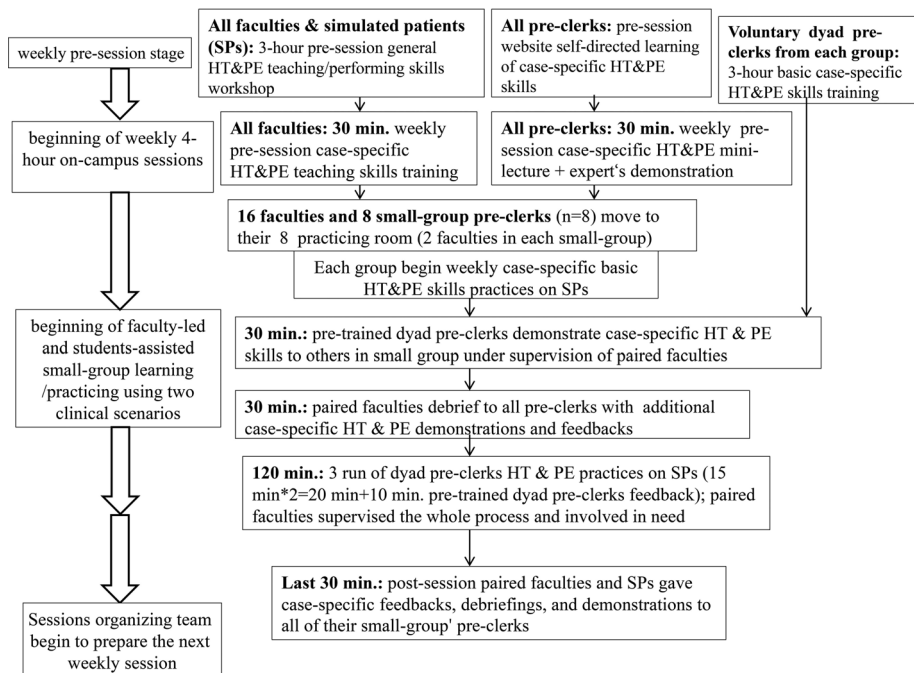 weekly pre-session stage
All faculties & simulated patients
(SPs): 3-hour pre-session general
HT&PE teaching/performing skills
workshop
All pre-clerks: pre-session
website self-directed learning
of case-specific HT&PE
skills
Voluntary dyad pre-
clerks from each group:
3-hour basic case-specific
HT&PE skills training
beginning of weekly 4-
hour on-campus sessions
All faculties: 30 min. weekly
pre-session case-specific
HT&PE teaching skills training
All pre-clerks: 30 min. weekly pre-
session case-specific HT&PE mini-
lecture + expert‘s demonstration
16 faculties and 8 small-group pre-clerks (n=8) move to
their 8 practicing room (2 faculties in each small-group)
Each group begin weekly case-specific basic
HT&PE skills practices on SPs
beginning of faculty-led
and students-assisted
small-group learning
/practicing using two
clinical scenarios
30 min.: pre-trained dyad pre-clerks demonstrate case-specific HT & PE
skills to others in small group under supervision of paired faculties
30 min.: paired faculties debrief to all pre-clerks with additional
case-specific HT & PE demonstrations and feedbacks
120 min.: 3 run of dyad pre-clerks HT & PE practices on SPs (15
min*2=20 min+10 min. pre-trained dyad pre-clerks feedback); paired
faculties supervised the whole process and involved in need
Last 30 min.: post-session paired faculties and SPs gave
case-specific feedbacks, debriefings, and demonstrations to
all of their small-group' pre-clerks
Sessions organizing team
begin to prepare the next
weekly session